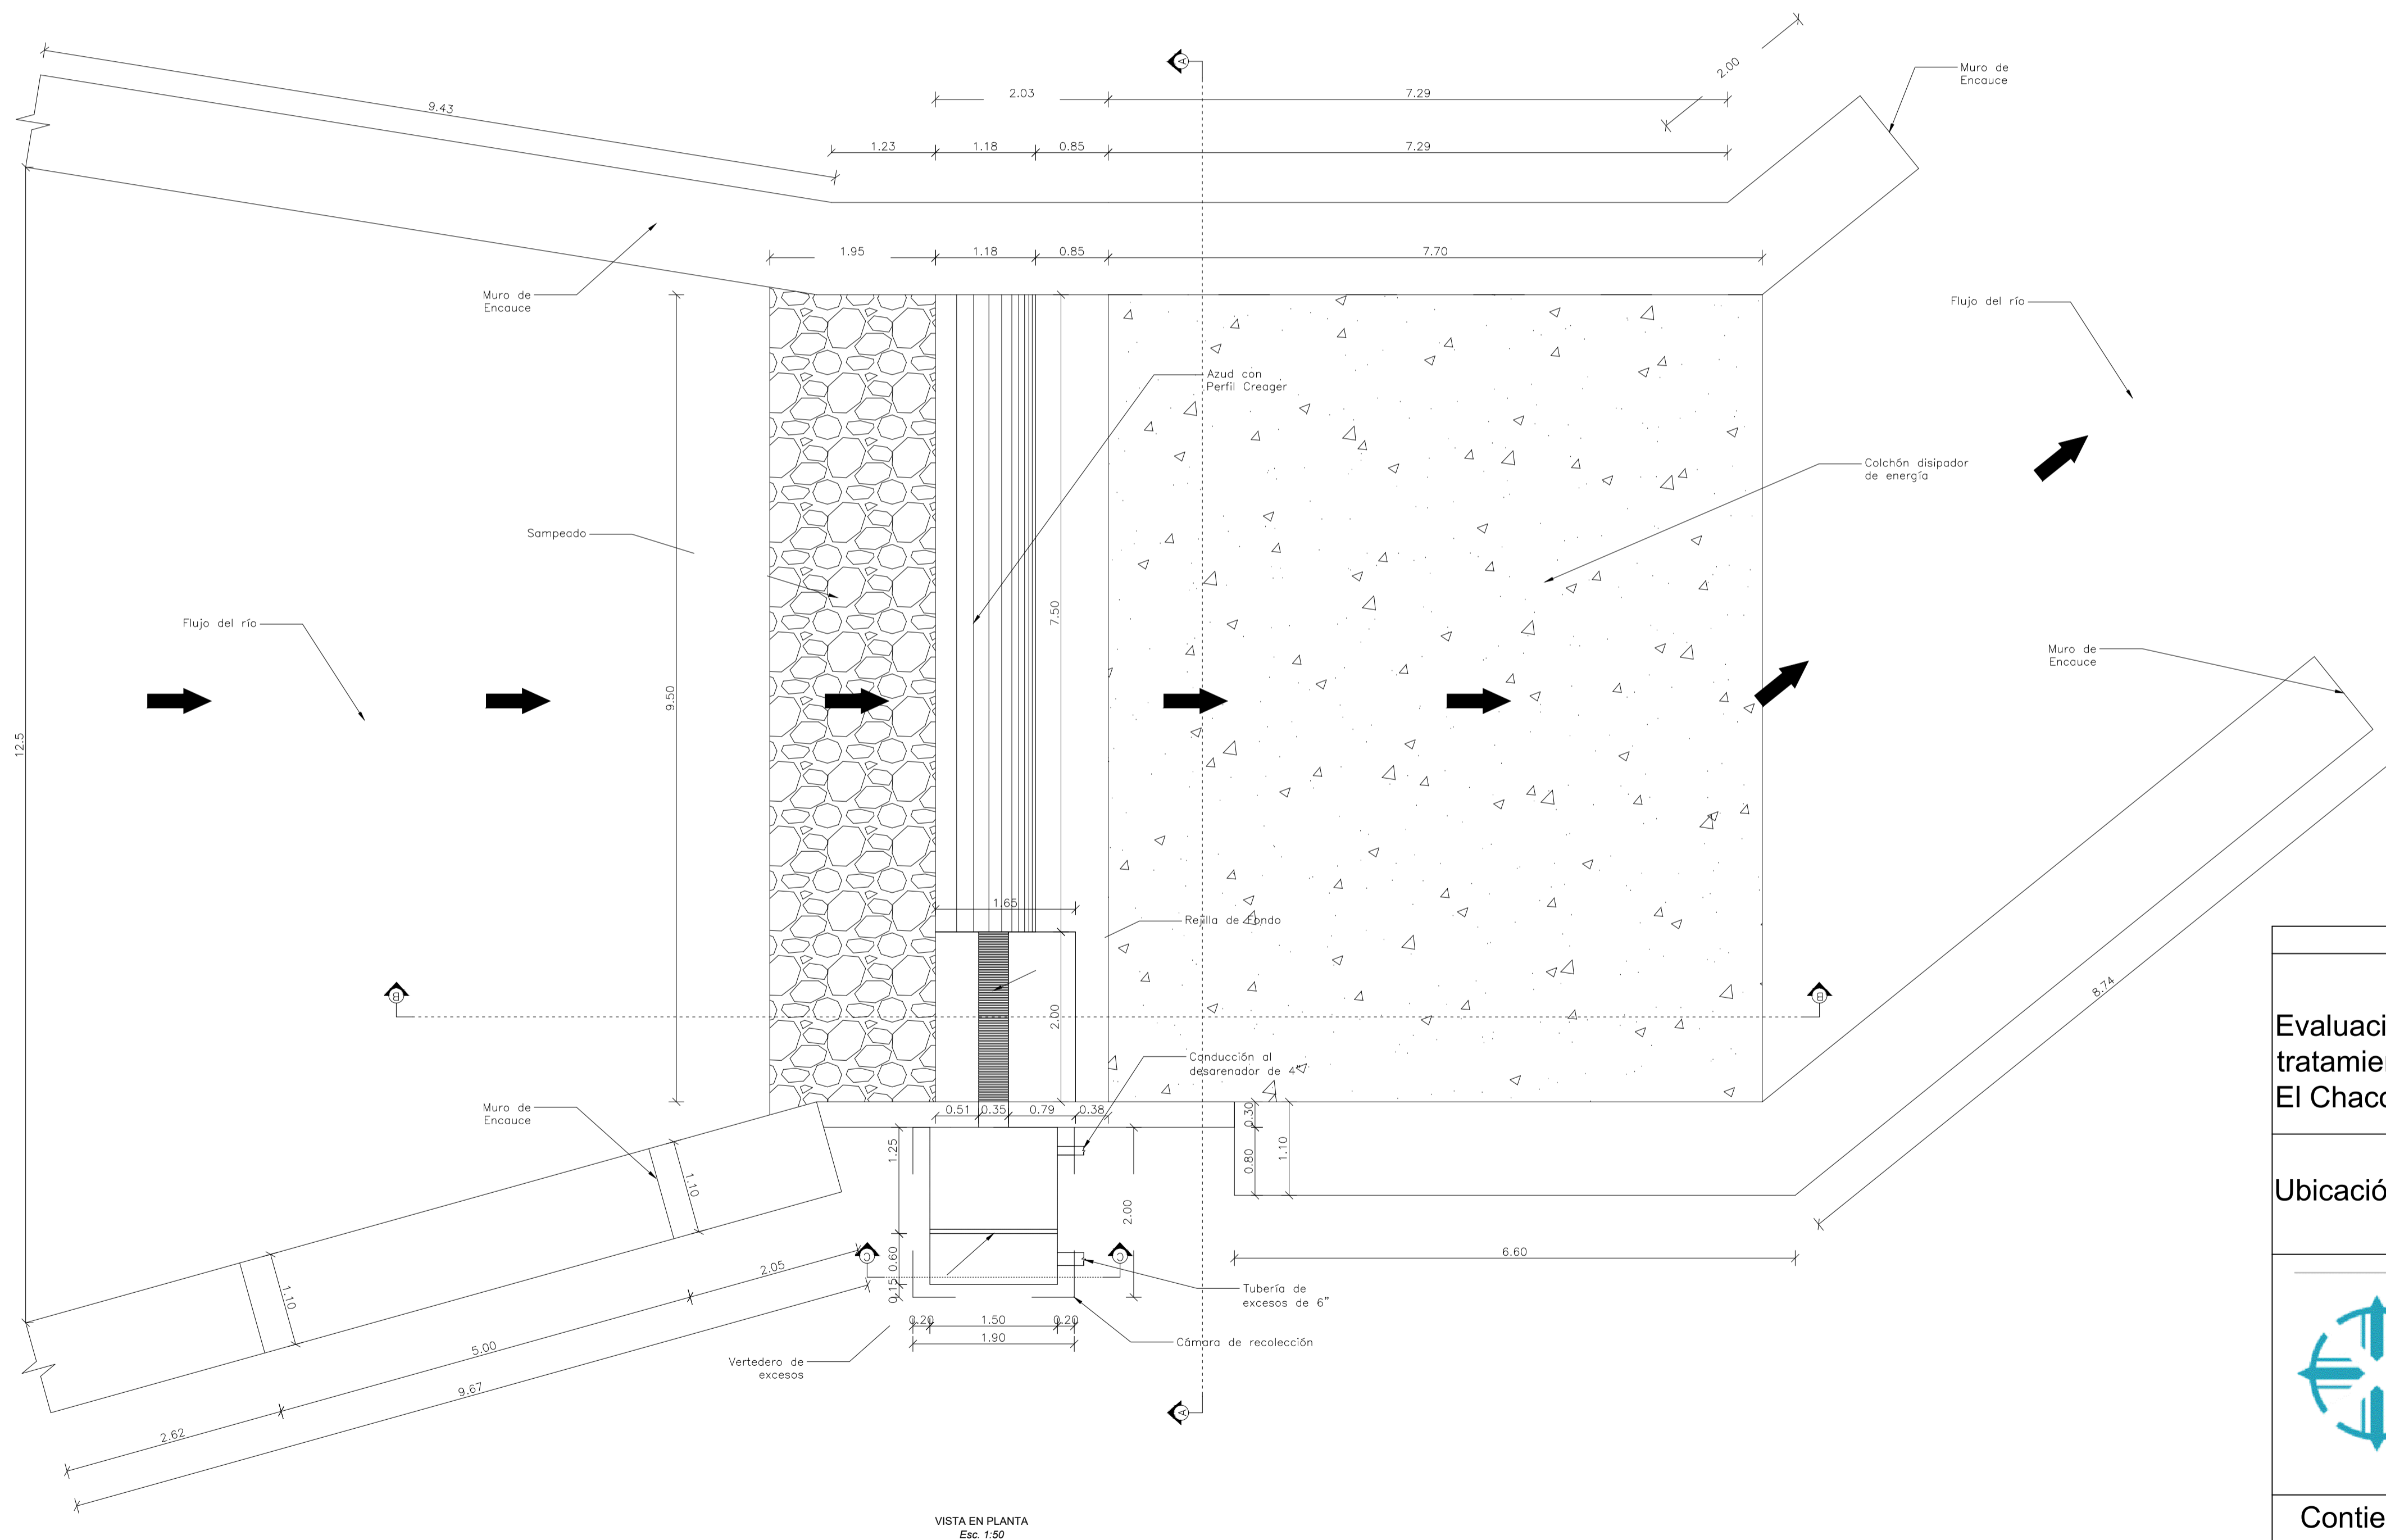 2.00
Muro de
Encauce
9.43
2.03
7.29
1.23
1.18
0.85
7.29
1.95
1.18
0.85
7.70
Muro de
Encauce
Flujo del río
Azud con
Perfil Creager
Colchón disipador
de energía
Sampeado
7.50
Flujo del río
9.50
Muro de
Encauce
12.5
1.65
Rejilla de Fondo
A
A
B
B
C
C
2.00
8.74
Conducción al
desarenador de 4"
Muro de
Encauce
0.51
0.35
0.79
0.38
0.30
0.80
1.10
1.25
1.10
2.00
0.60
0.15
6.60
1.10
2.05
Tubería de
excesos de 6"
0.20
1.50
0.20
1.90
Cámara de recolección
Vertedero de
excesos
5.00
9.67
2.62
VISTA EN PLANTA
Esc. 1:50
Evaluaci
tratamie
El Chac
Ubicació
Contie